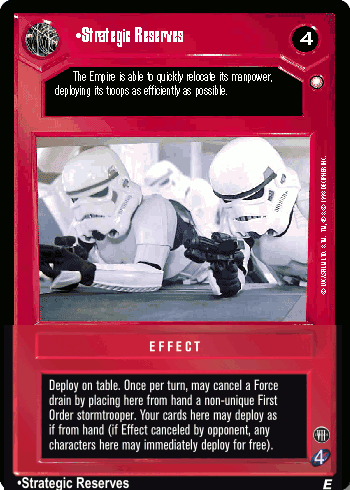 •Strategic Reserves
4
The Empire is able to quickly relocate its manpower,
deploying its troops as efficiently as possible.
EFFECT
Deploy on table. Once per turn, may cancel a Force
drain by placing here from hand a non-unique First
Order stormtrooper. Your cards here may deploy as
if from hand (if Effect canceled by opponent, any
characters here may immediately deploy for free).
VII
4
•Strategic Reserves
E